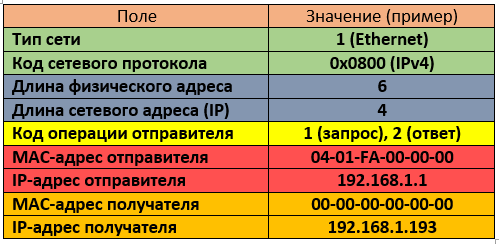 Поле Значение (пример)
Тип сети 1 (Ethernet)
Код сетевого протокола 0x0800 (IPv4)
Длина физического адреса 6
Длина сетевого адреса (IP) 4
Код операции отправителя 1 (запрос), 2 (ответ)
MAC-адрес отправителя 04-01-FA-00-00-00
IP-адрес отправителя 192.168.1.1
MAC-адрес получателя 00-00-00-00-00-00
IP-адрес получателя 192.168.1.193